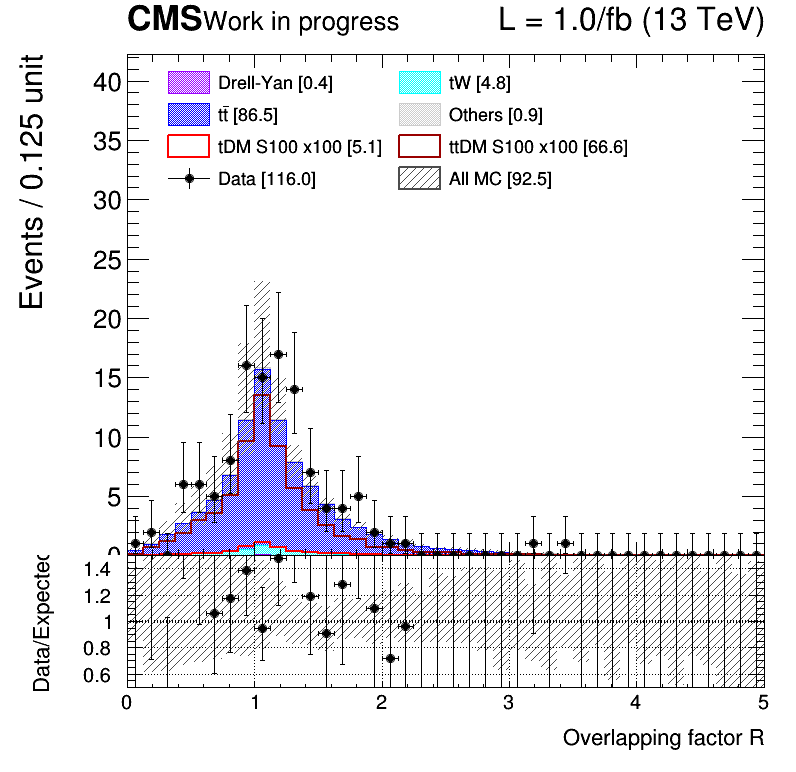 CMS Work in progress L = 1.0/fb (13 TeV)
Events / 0.125 unit
40
35
30
25
20
15
10
5
0
Drell-Yan [0.4] tW [4.8]
tt̄ [86.5] Others [0.9]
tDM S100 x100 [5.1] ttDM S100 x100 [66.6]
Data [116.0] All MC [92.5]
Data/Expected
1.4
1.2
1
0.8
0.6
0 1 2 3 4 5
Overlapping factor R